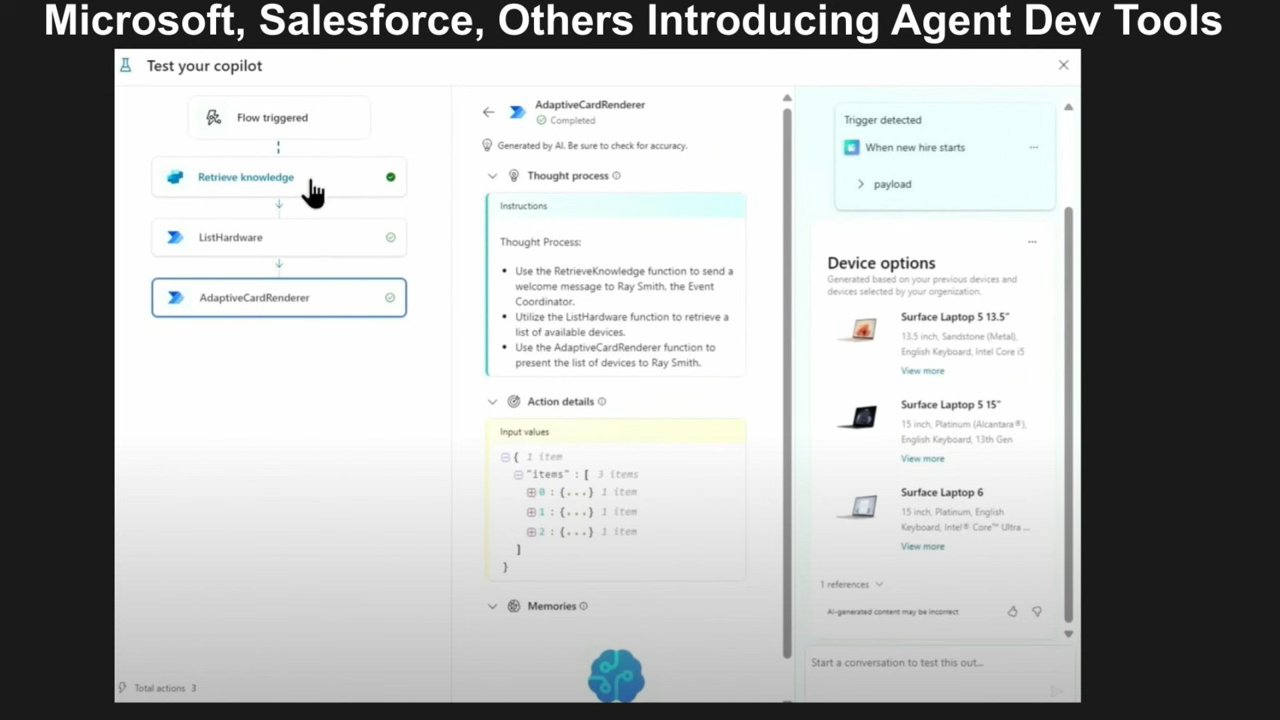 Microsoft, Salesforce, Others Introducing Agent Dev Tools
Test your copilot
Flow triggered
Retrieve knowledge
ListHardware
AdaptiveCardRenderer
Total actions 3
AdaptiveCardRenderer
Completed
Generated by AI. Be sure to check for accuracy.
Thought process
Instructions
Thought Process:
• Use the RetrieveKnowledge function to send a
welcome message to Ray Smith, the Event
Coordinator.
• Utilize the ListHardware function to retrieve a
list of available devices.
• Use the AdaptiveCardRenderer function to
present the list of devices to Ray Smith.
Action details
Input values
{ 1 item
"items" : [ 3 items
0 : {...} 1 item
1 : {...} 1 item
2 : {...} 1 item
]
}
Memories
Trigger detected
When new hire starts
payload
Device options
Generated based on your previous devices and
devices selected by your organization.
Surface Laptop 5 13.5"
13.5 inch, Sandstone (Metal),
English Keyboard, Intel Core i5
View more
Surface Laptop 5 15"
15 inch, Platinum (Alcantara®),
English Keyboard, 13th Gen
View more
Surface Laptop 6
15 inch, Platinum, English
Keyboard, Intel® Core™ Ultra ...
View more
1 references
AI-generated content may be incorrect
Start a conversation to test this out...